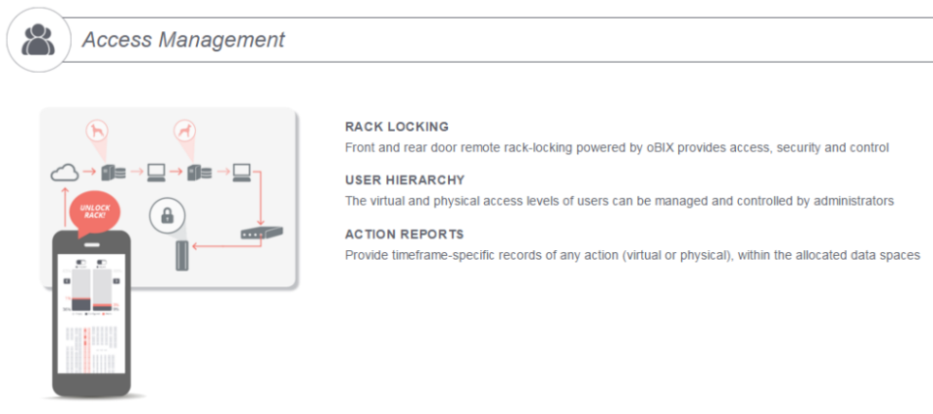 Access Management
RACK LOCKING
Front and rear door remote rack-locking powered by oBIX provides access, security and control
USER HIERARCHY
The virtual and physical access levels of users can be managed and controlled by administrators
ACTION REPORTS
Provide timeframe-specific records of any action (virtual or physical), within the allocated data spaces
UNLOCK
RACK!